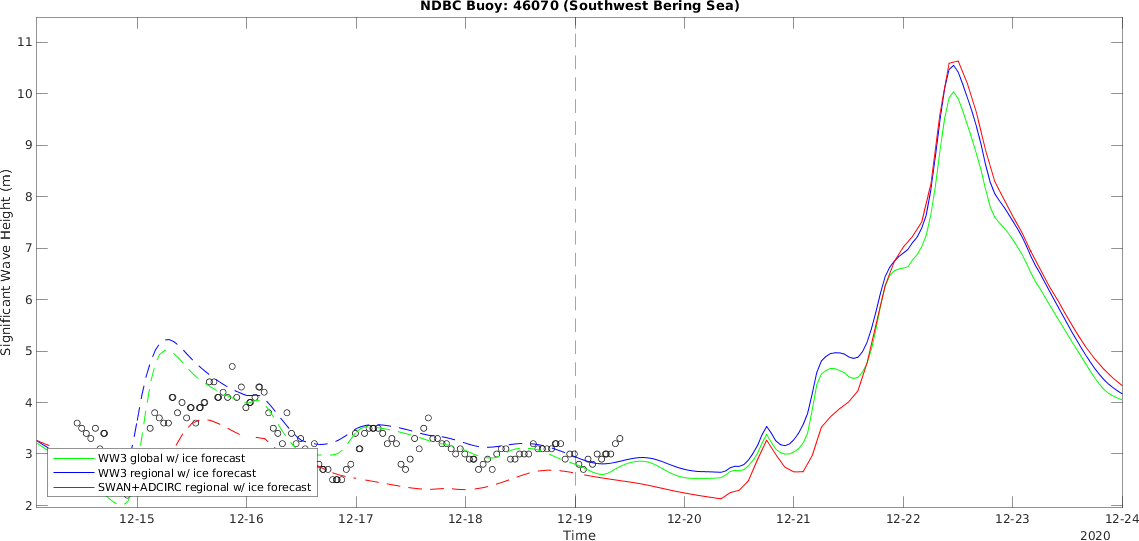 NDBC Buoy: 46070 (Southwest Bering Sea)
11
10
9
8
7
6
5
4
3
2
Significant Wave Height (m)
WW3 global w/ ice forecast
WW3 regional w/ ice forecast
SWAN+ADCIRC regional w/ ice forecast
12-15 12-16 12-17 12-18 12-19 12-20 12-21 12-22 12-23 12-24
Time
2020